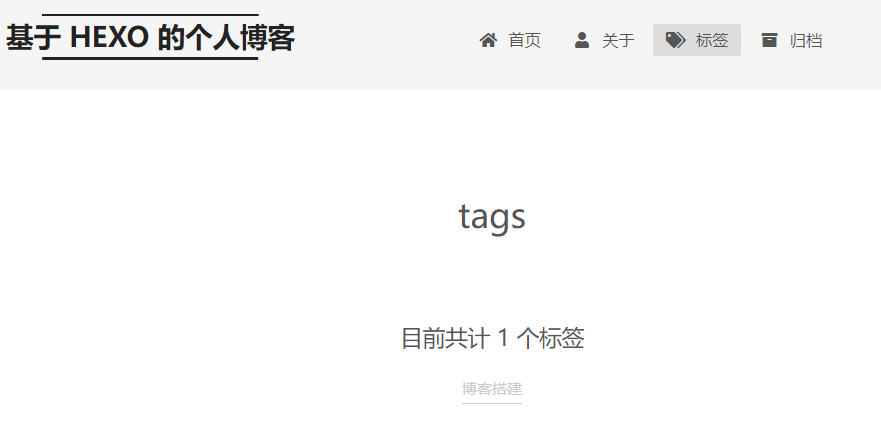 基于 HEXO 的个人博客
首页 关于 标签 归档
tags
目前共计 1 个标签
博客搭建